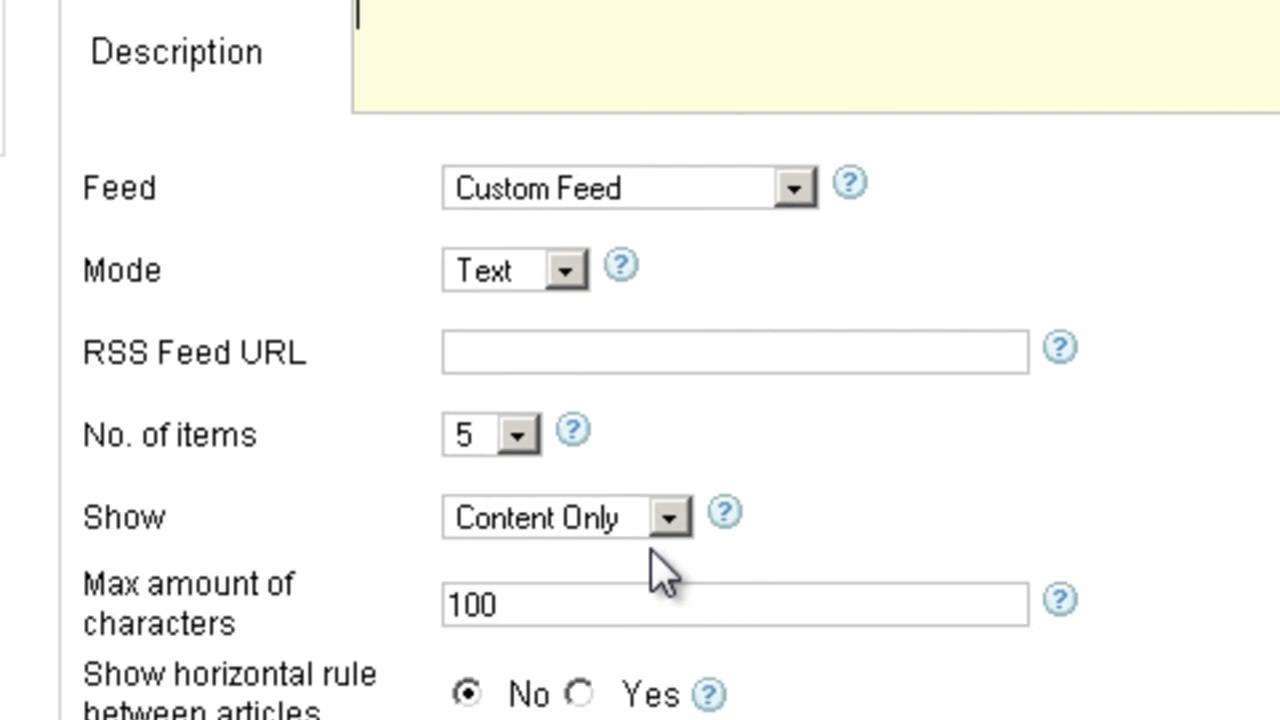 Description
Feed Custom Feed ?
Mode Text ?
RSS Feed URL ?
No. of items 5 ?
Show Content Only ?
Max amount of
characters 100 ?
Show horizontal rule
between articles No Yes ?